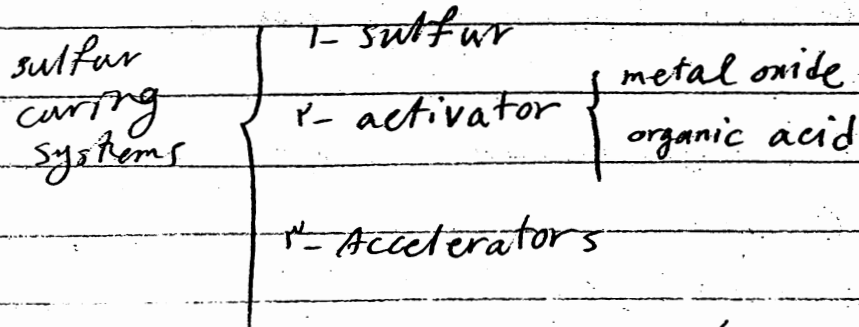 sulfur curing systems
۱- sulfur
۲- activator
metal oxide
organic acid
۳- Accelerators